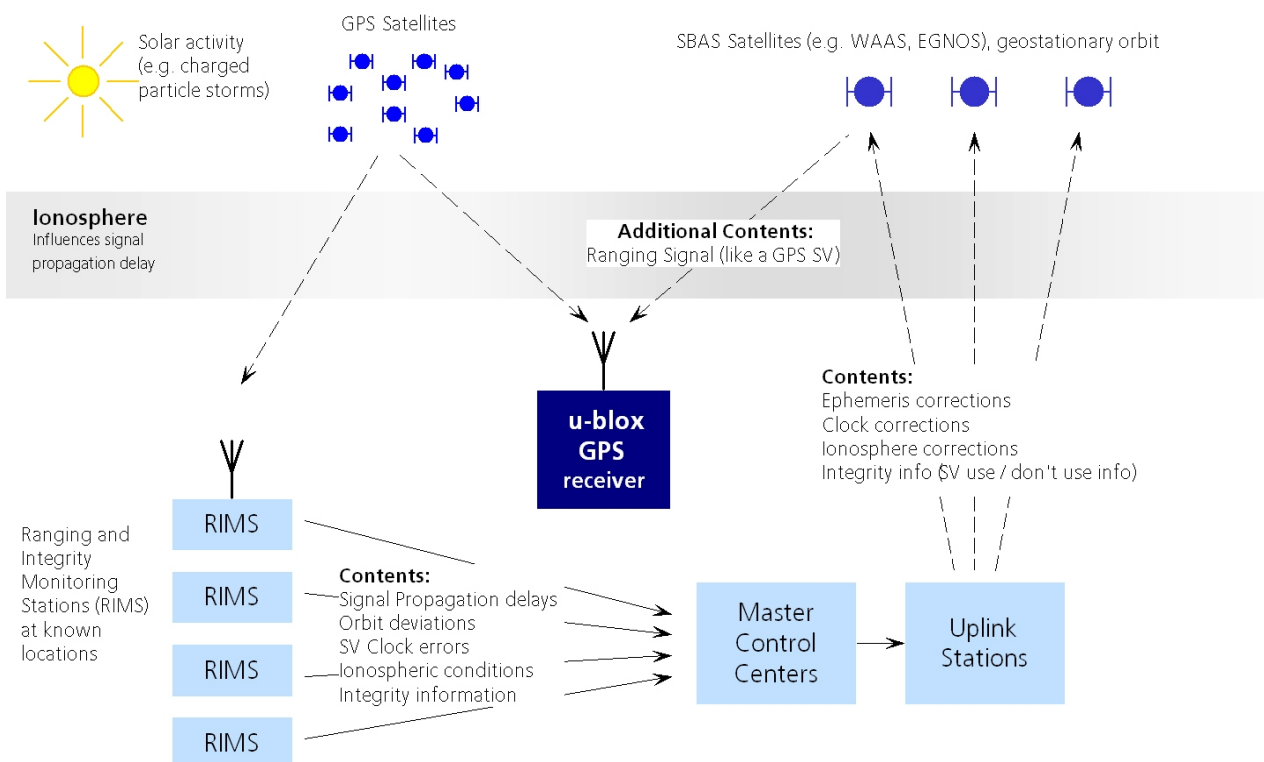 Solar activity
(e.g. charged
particle storms)
GPS Satellites
SBAS Satellites (e.g. WAAS, EGNOS), geostationary orbit
Ionosphere
Influences signal
propagation delay
Additional Contents:
Ranging Signal (like a GPS SV)
u-blox
GPS
receiver
Contents:
Ephemeris corrections
Clock corrections
Ionosphere corrections
Integrity info (SV use / don't use info)
Ranging and
Integrity
Monitoring
Stations (RIMS)
at known
locations
RIMS
RIMS
RIMS
RIMS
Contents:
Signal Propagation delays
Orbit deviations
SV Clock errors
Ionospheric conditions
Integrity information
Master
Control
Centers
Uplink
Stations